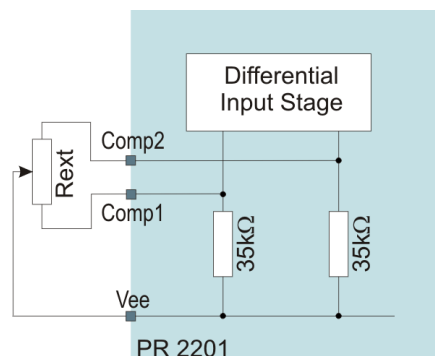 Differential
Input Stage
Comp2
Rext
Comp1
35kΩ
35kΩ
Vee
PR 2201